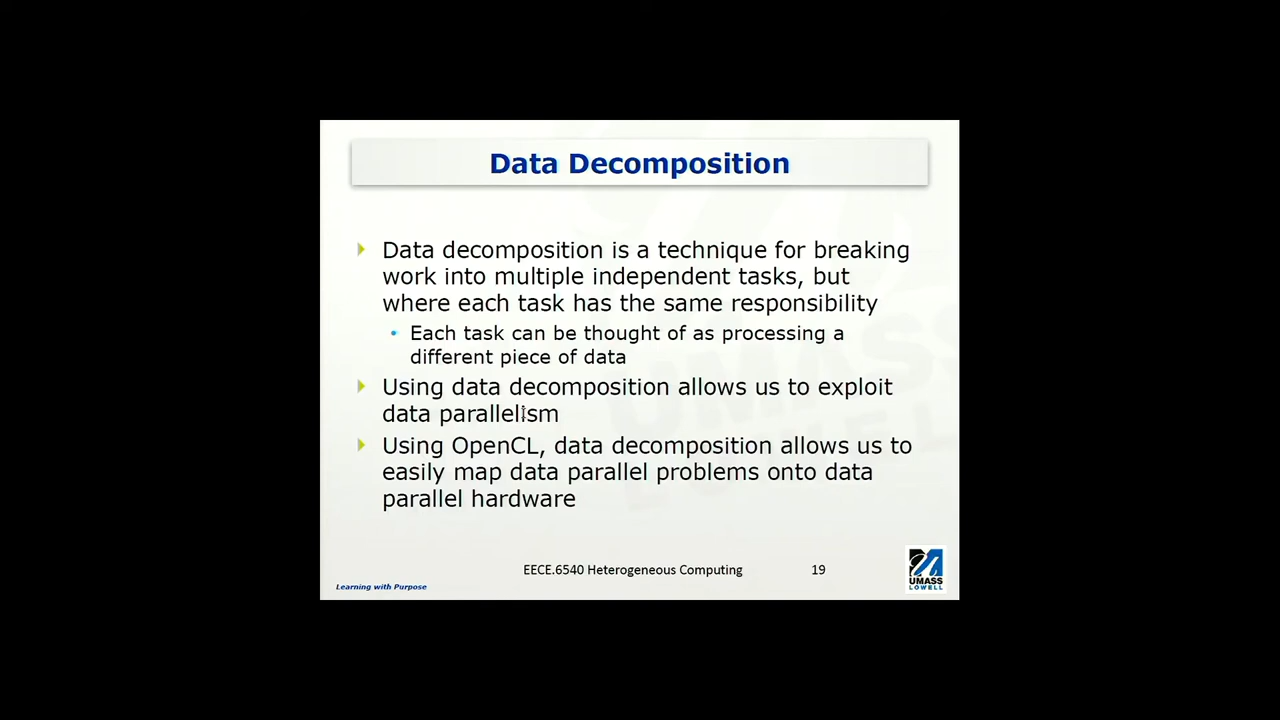 Data Decomposition
Data decomposition is a technique for breaking
work into multiple independent tasks, but
where each task has the same responsibility
Each task can be thought of as processing a
different piece of data
Using data decomposition allows us to exploit
data parallelism
Using OpenCL, data decomposition allows us to
easily map data parallel problems onto data
parallel hardware
EECE.6540 Heterogeneous Computing
19
Learning with Purpose
UMASS
LOWELL